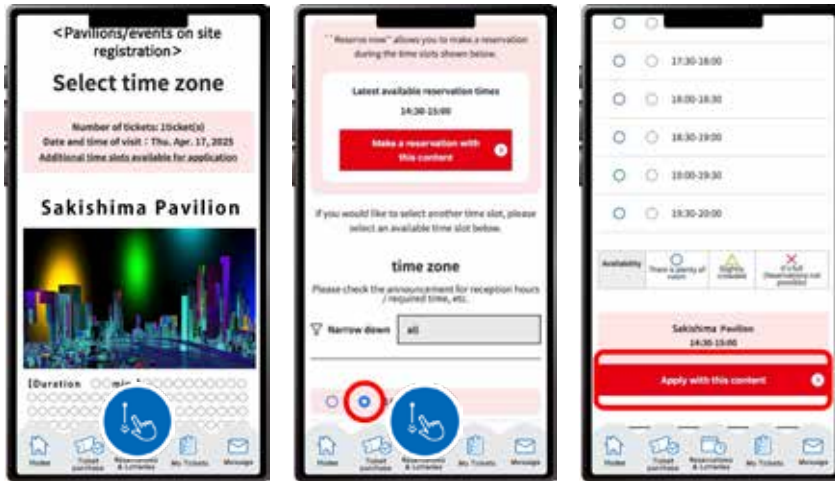 <Pavilions/events on site
registration>
Select time zone
Number of tickets: 1ticket(s)
Date and time of visit : Thu. Apr. 17, 2025
Additional time slots available for application
Sakishima Pavilion
[Duration
Home
Ticket
purchase
Reservations
& Lotteries
My Tickets
Message
``Reserve now" allows you to make a reservation
during the time slots shown below.
Latest available reservation times
14:30-15:00
Make a reservation with
this content
If you would like to select another time slot, please
select an available time slot below.
time zone
Please check the announcement for reception hours
/ required time, etc.
Narrow down
all
Home
Ticket
purchase
Reservations
& Lotteries
My Tickets
Message
17:30-18:00
18:00-18:30
18:30-19:00
19:00-19:30
19:30-20:00
Availability
There is plenty of
room
Slightly
crowded
It's full
(Reservations not
possible)
Sakishima Pavilion
14:30-15:00
Apply with this content
Home
Ticket
purchase
Reservations
& Lotteries
My Tickets
Message